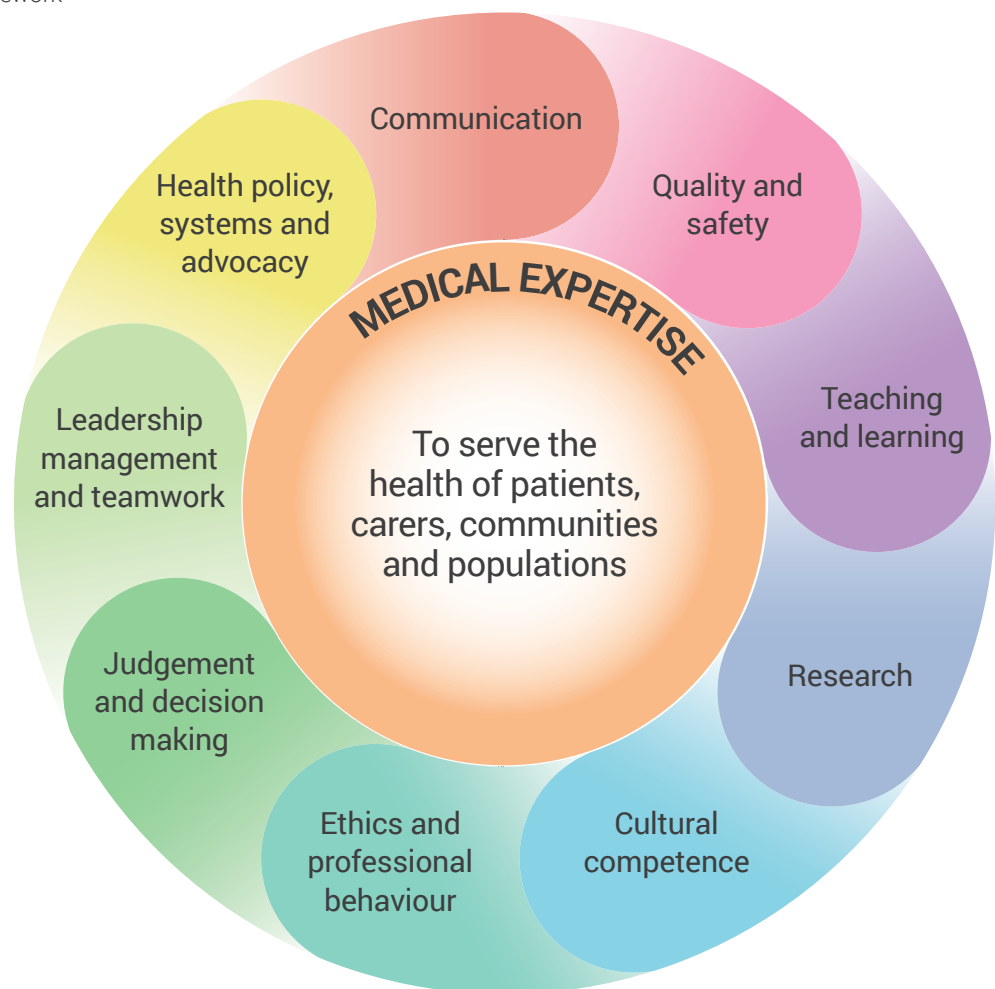 ework
Communication
Quality and
safety
Teaching
and learning
Research
Cultural
competence
Ethics and
professional
behaviour
Judgement
and decision
making
Leadership
management
and teamwork
Health policy,
systems and
advocacy
MEDICAL EXPERTISE
To serve the
health of patients,
carers, communities
and populations